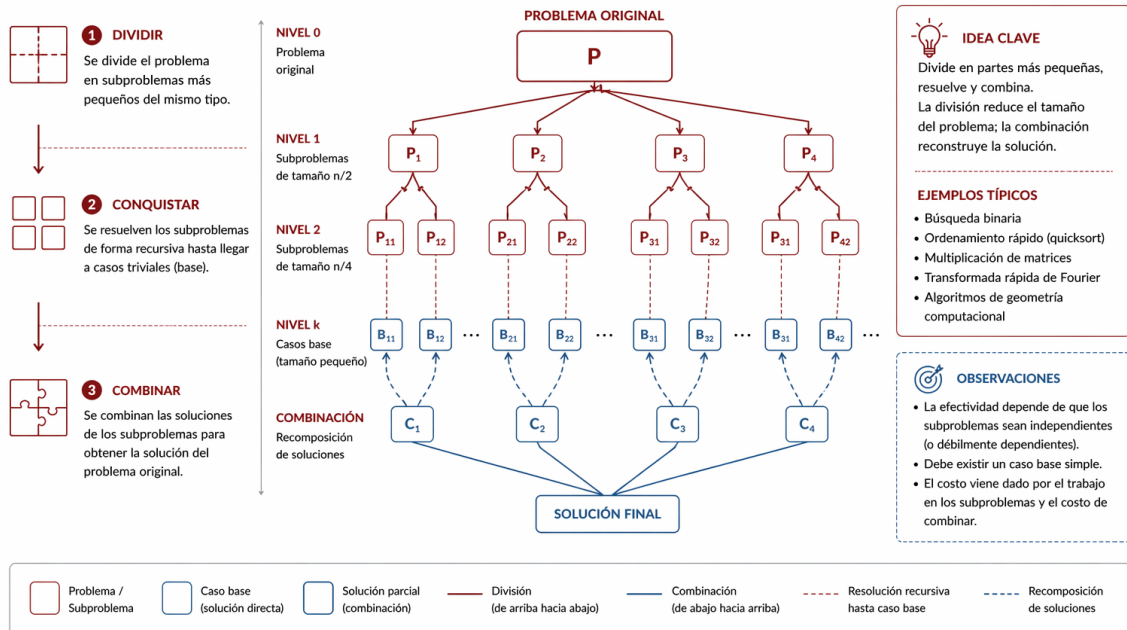 1 DIVIDIR
Se divide el problema
en subproblemas más
pequeños del mismo tipo.
2 CONQUISTAR
Se resuelven los subproblemas
de forma recursiva hasta llegar
a casos triviales (base).
3 COMBINAR
Se combinan las soluciones
de los subproblemas para
obtener la solución del
problema original.
PROBLEMA ORIGINAL
NIVEL 0
Problema
original
P
NIVEL 1
Subproblemas
de tamaño n/2
P₁ P₂ P₃ P₄
NIVEL 2
Subproblemas
de tamaño n/4
P₁₁ P₁₂ P₂₁ P₂₂ P₃₁ P₃₂ P₃₁ P₄₂
NIVEL k
Casos base
(tamaño pequeño)
B₁₁ B₁₂ ... B₂₁ B₂₂ ... B₃₁ B₃₂ ... B₃₁ B₄₂ ...
COMBINACIÓN
Recomposición
de soluciones
C₁ C₂ C₃ C₄
SOLUCIÓN FINAL
IDEA CLAVE
Divide en partes más pequeñas,
resuelve y combina.
La división reduce el tamaño
del problema; la combinación
reconstruye la solución.
EJEMPLOS TÍPICOS
• Búsqueda binaria
• Ordenamiento rápido (quicksort)
• Multiplicación de matrices
• Transformada rápida de Fourier
• Algoritmos de geometría
computacional
OBSERVACIONES
• La efectividad depende de que los
subproblemas sean independientes
(o débilmente dependientes).
• Debe existir un caso base simple.
• El costo viene dado por el trabajo
en los subproblemas y el costo de
combinar.
Problema /
Subproblema
Caso base
(solución directa)
Solución parcial
(combinación)
División
(de arriba hacia abajo)
Combinación
(de abajo hacia arriba)
Resolución recursiva
hasta caso base
Recomposición
de soluciones